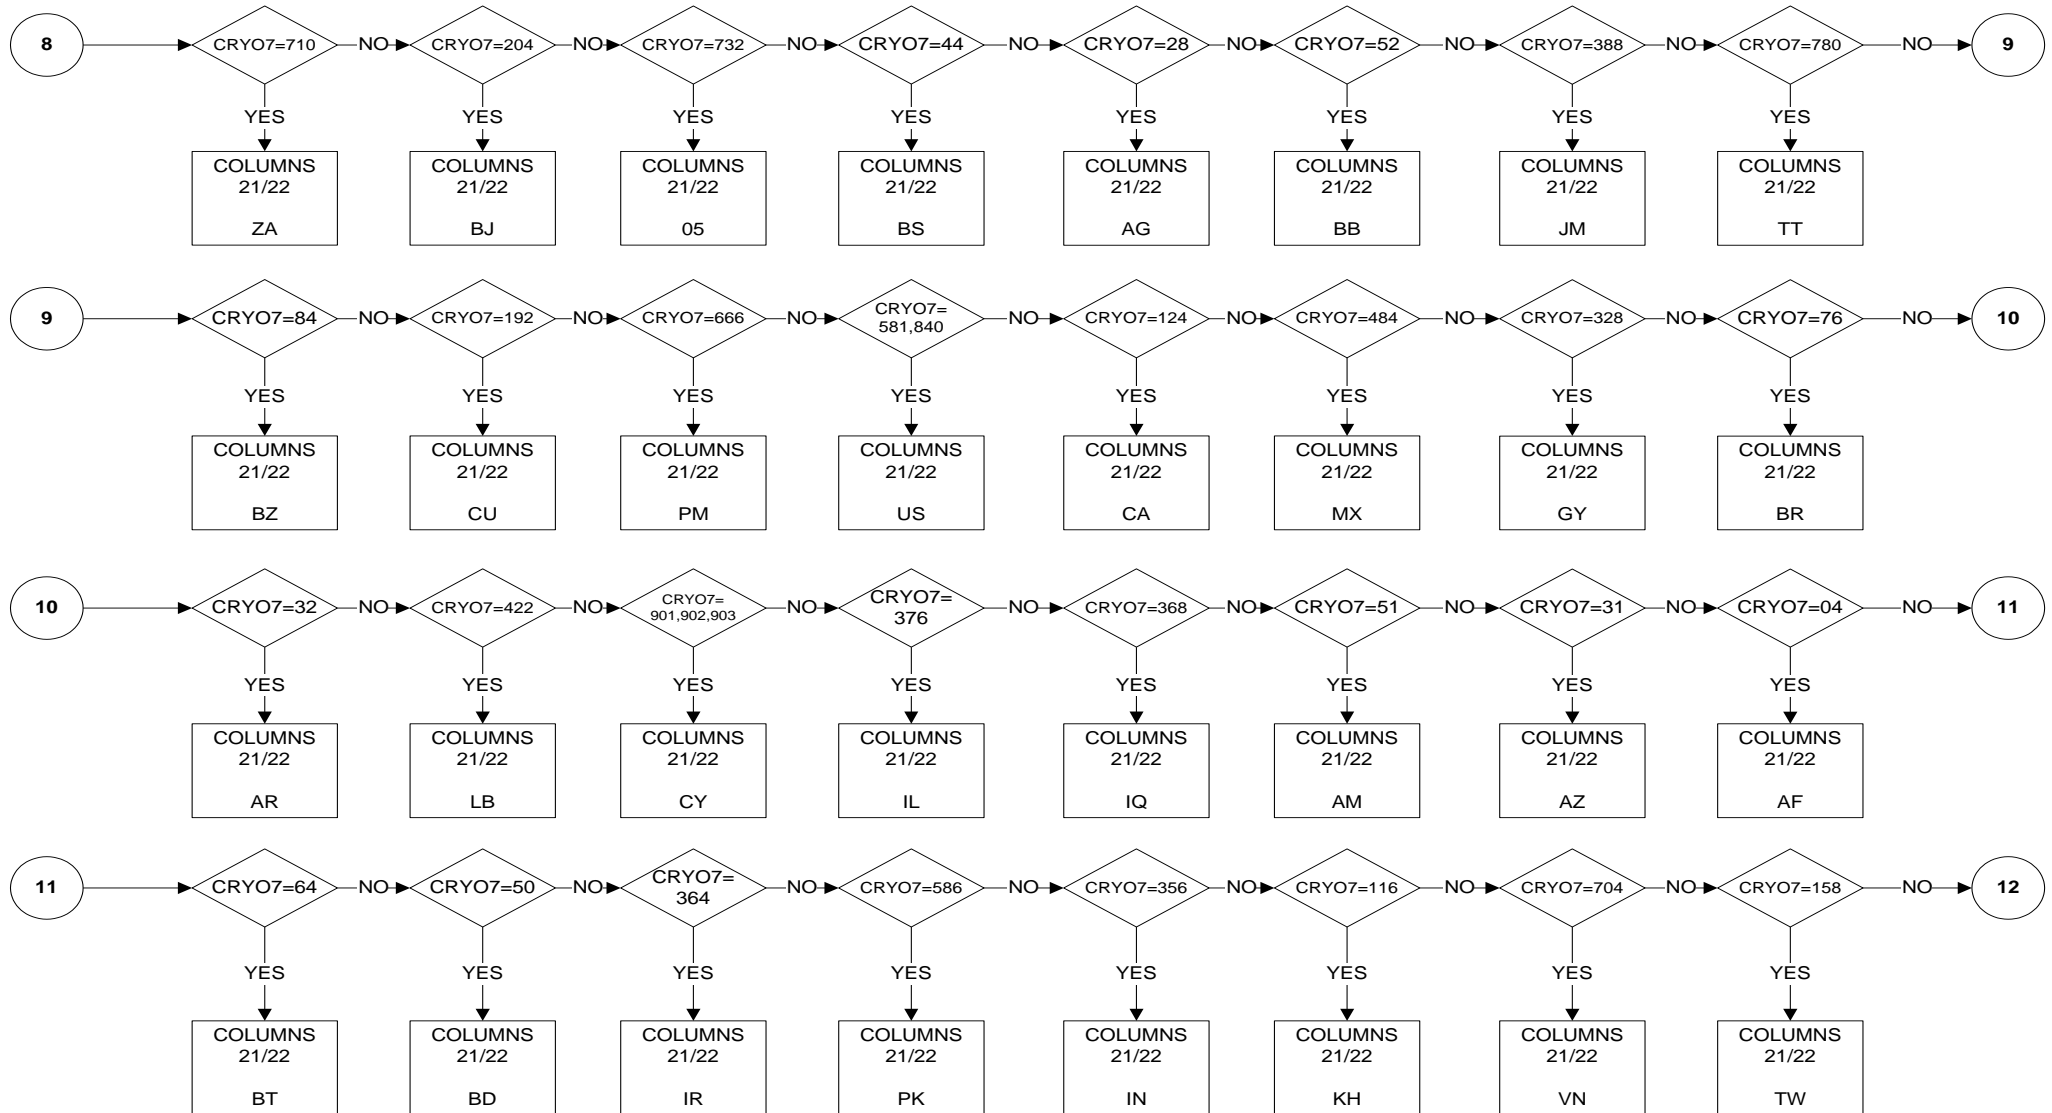 8 CRYO7=710 NO CRYO7=204 NO CRYO7=732 NO CRYO7=44 NO CRYO7=28 NO CRYO7=52 NO CRYO7=388 NO CRYO7=780 NO 9
YES YES YES YES YES YES YES YES
COLUMNS COLUMNS COLUMNS COLUMNS COLUMNS COLUMNS COLUMNS COLUMNS
21/22 21/22 21/22 21/22 21/22 21/22 21/22 21/22
ZA BJ 05 BS AG BB JM TT
9 CRYO7=84 NO CRYO7=192 NO CRYO7=666 NO CRYO7= NO CRYO7=124 NO CRYO7=484 NO CRYO7=328 NO CRYO7=76 NO 10
581,840
YES YES YES YES YES YES YES YES
COLUMNS COLUMNS COLUMNS COLUMNS COLUMNS COLUMNS COLUMNS COLUMNS
21/22 21/22 21/22 21/22 21/22 21/22 21/22 21/22
BZ CU PM US CA MX GY BR
10 CRYO7=32 NO CRYO7=422 NO CRYO7= NO CRYO7= NO CRYO7=368 NO CRYO7=51 NO CRYO7=31 NO CRYO7=04 NO 11
901,902,903 376
YES YES YES YES YES YES YES YES
COLUMNS COLUMNS COLUMNS COLUMNS COLUMNS COLUMNS COLUMNS COLUMNS
21/22 21/22 21/22 21/22 21/22 21/22 21/22 21/22
AR LB CY IL IQ AM AZ AF
11 CRYO7=64 NO CRYO7=50 NO CRYO7= NO CRYO7=586 NO CRYO7=356 NO CRYO7=116 NO CRYO7=704 NO CRYO7=158 NO 12
364
YES YES YES YES YES YES YES YES
COLUMNS COLUMNS COLUMNS COLUMNS COLUMNS COLUMNS COLUMNS COLUMNS
21/22 21/22 21/22 21/22 21/22 21/22 21/22 21/22
BT BD IR PK IN KH VN TW